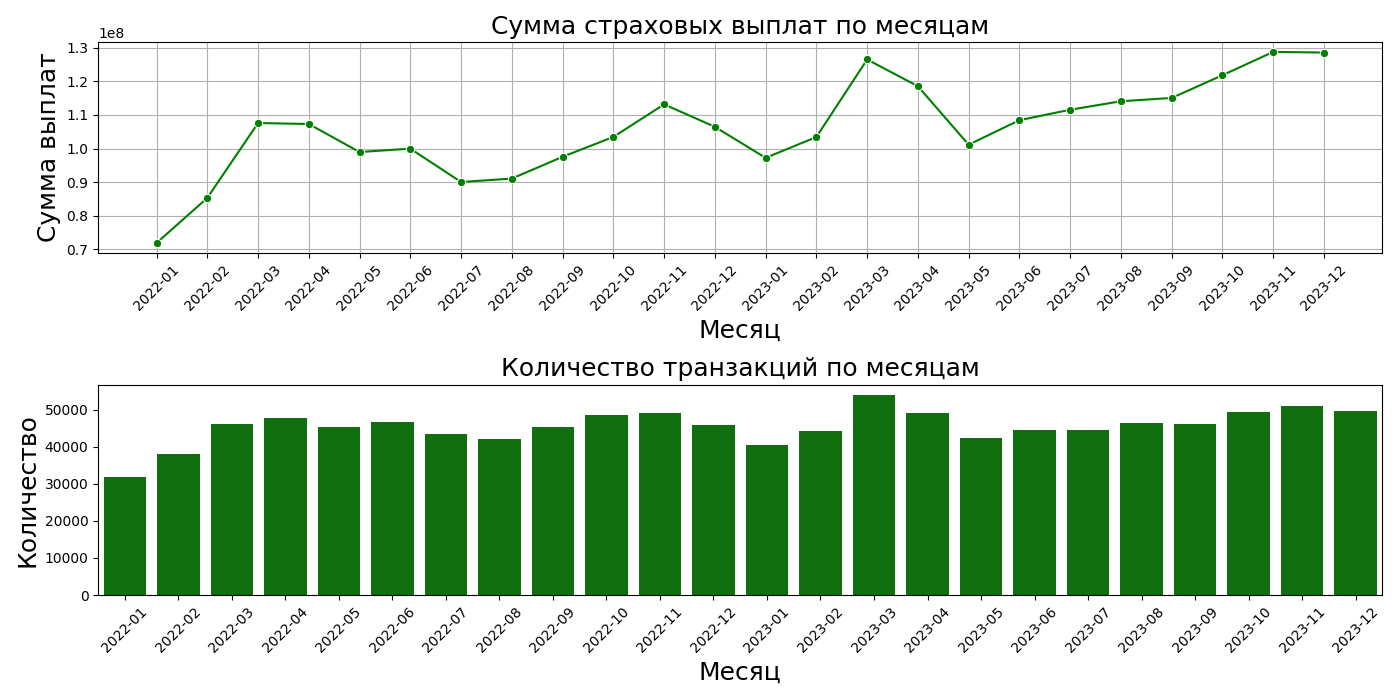 Сумма страховых выплат по месяцам
1e8
1.3
1.2
1.1
1.0
0.9
0.8
0.7
Сумма выплат
2022-01 2022-02 2022-03 2022-04 2022-05 2022-06 2022-07 2022-08 2022-09 2022-10 2022-11 2022-12 2023-01 2023-02 2023-03 2023-04 2023-05 2023-06 2023-07 2023-08 2023-09 2023-10 2023-11 2023-12
Месяц
Количество транзакций по месяцам
50000
40000
30000
20000
10000
0
Количество
2022-01 2022-02 2022-03 2022-04 2022-05 2022-06 2022-07 2022-08 2022-09 2022-10 2022-11 2022-12 2023-01 2023-02 2023-03 2023-04 2023-05 2023-06 2023-07 2023-08 2023-09 2023-10 2023-11 2023-12
Месяц